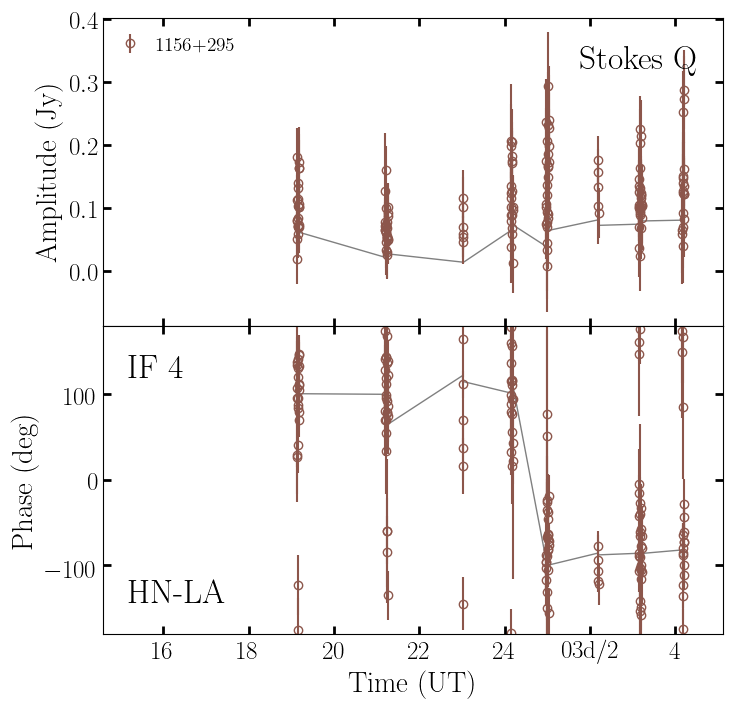 0.4
1156+295
Stokes Q
0.3
0.2
0.1
0.0
Amplitude (Jy)
IF 4
100
0
−100
Phase (deg)
HN-LA
16 18 20 22 24 03d/2 4
Time (UT)